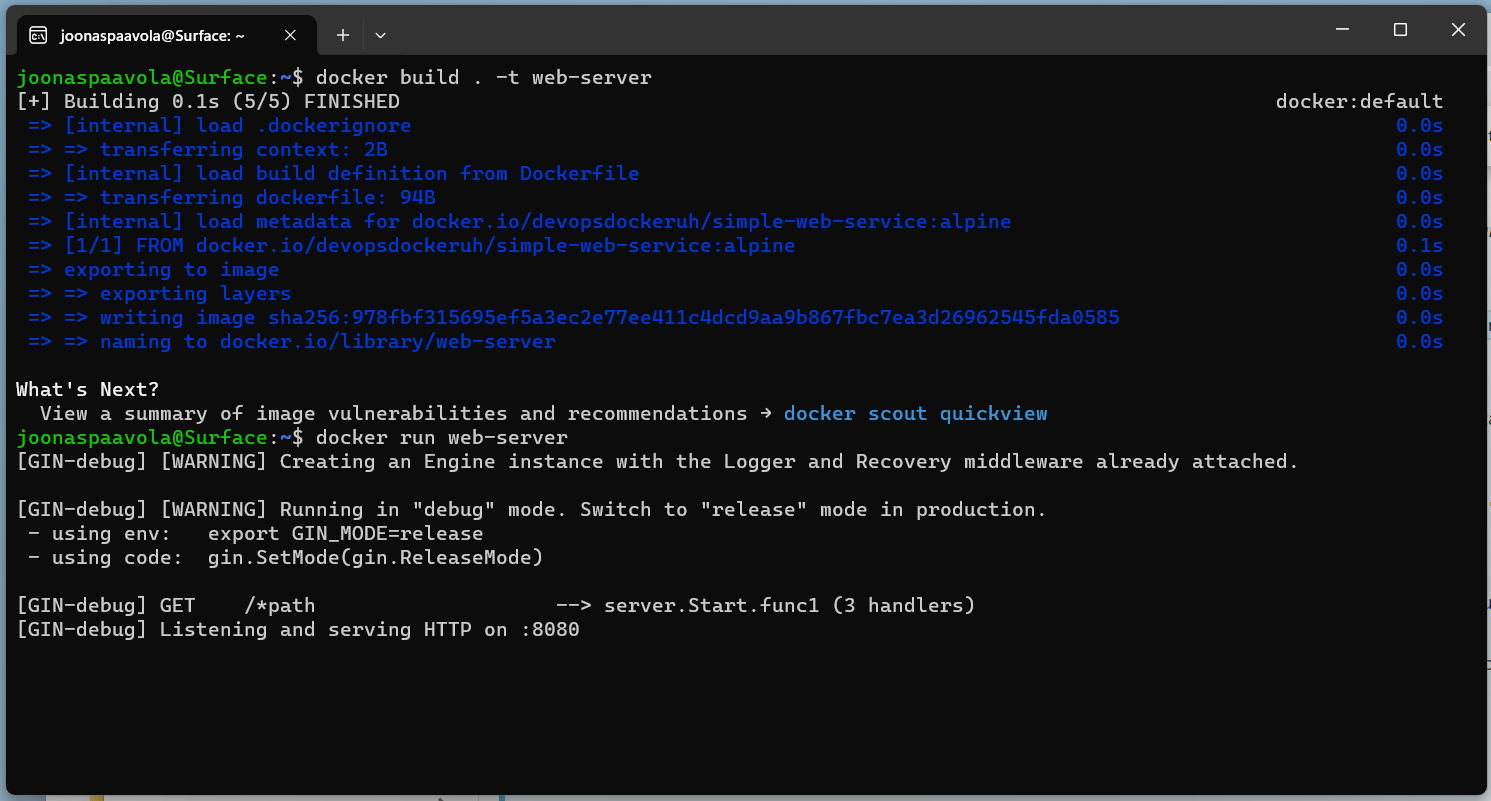 joonaspaavola@Surface: ~
joonaspaavola@Surface:~$ docker build . -t web-server
[+] Building 0.1s (5/5) FINISHED docker:default
=> [internal] load .dockerignore 0.0s
=> => transferring context: 2B 0.0s
=> [internal] load build definition from Dockerfile 0.0s
=> => transferring dockerfile: 94B 0.0s
=> [internal] load metadata for docker.io/devopsdockeruh/simple-web-service:alpine 0.0s
=> [1/1] FROM docker.io/devopsdockeruh/simple-web-service:alpine 0.1s
=> exporting to image 0.0s
=> => exporting layers 0.0s
=> => writing image sha256:978fbf315695ef5a3ec2e77ee411c4dcd9aa9b867fbc7ea3d26962545fda0585 0.0s
=> => naming to docker.io/library/web-server 0.0s
What's Next?
View a summary of image vulnerabilities and recommendations → docker scout quickview
joonaspaavola@Surface:~$ docker run web-server
[GIN-debug] [WARNING] Creating an Engine instance with the Logger and Recovery middleware already attached.
[GIN-debug] [WARNING] Running in "debug" mode. Switch to "release" mode in production.
- using env:   export GIN_MODE=release
- using code:  gin.SetMode(gin.ReleaseMode)
[GIN-debug] GET    /*path                    --> server.Start.func1 (3 handlers)
[GIN-debug] Listening and serving HTTP on :8080